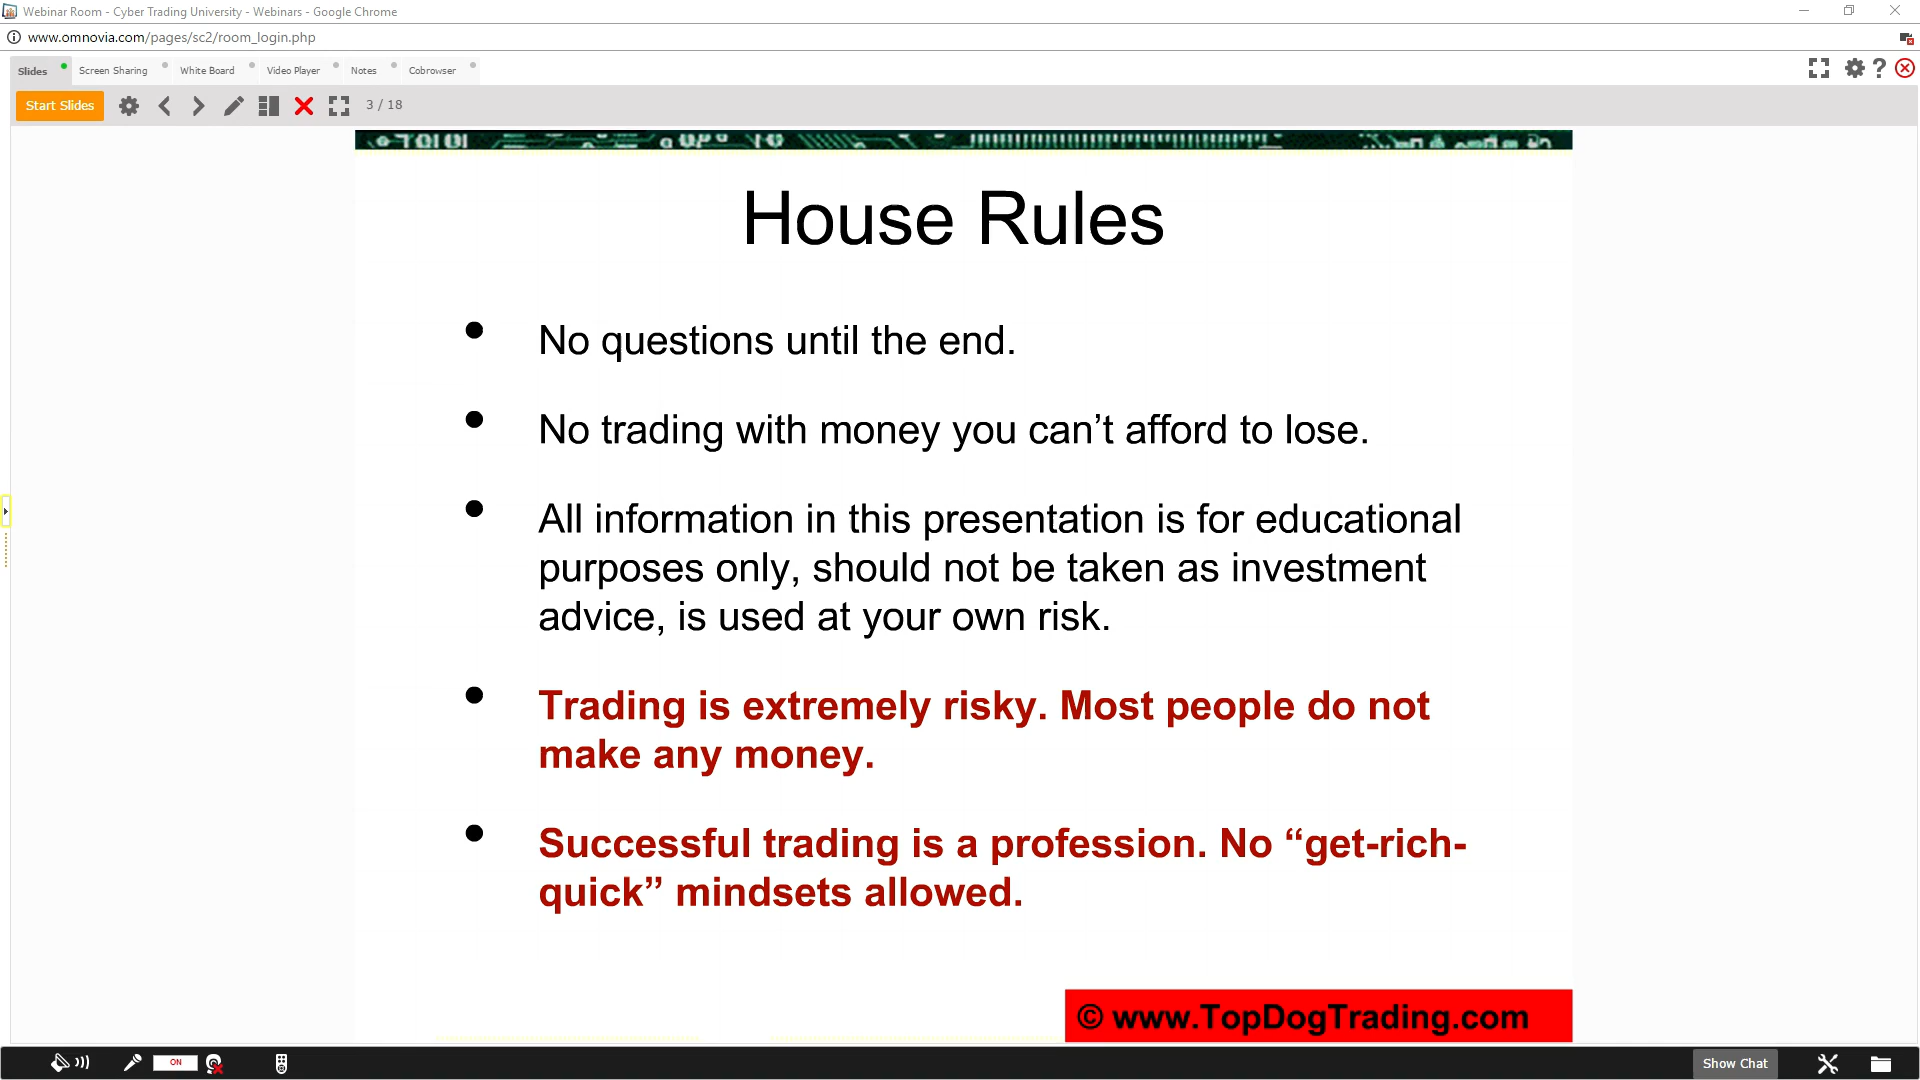 Webinar Room - Cyber Trading University - Webinars - Google Chrome
www.omnovia.com/pages/sc2/room_login.php
Slides Screen Sharing White Board Video Player Notes Cobrowser
Start Slides 3 / 18
House Rules
• No questions until the end.
• No trading with money you can’t afford to lose.
• All information in this presentation is for educational
purposes only, should not be taken as investment
advice, is used at your own risk.
• Trading is extremely risky. Most people do not
make any money.
• Successful trading is a profession. No “get-rich-
quick” mindsets allowed.
© www.TopDogTrading.com
ON Show Chat